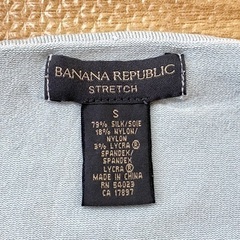 BANANA REPUBLIC
STRETCH
S
79% SILK/SOIE
18% NYLON/
NYLON
3% LYCRA®
SPANDEX/
SPANDEX
LYCRA®
MADE IN CHINA
RN 54023
CA 17897